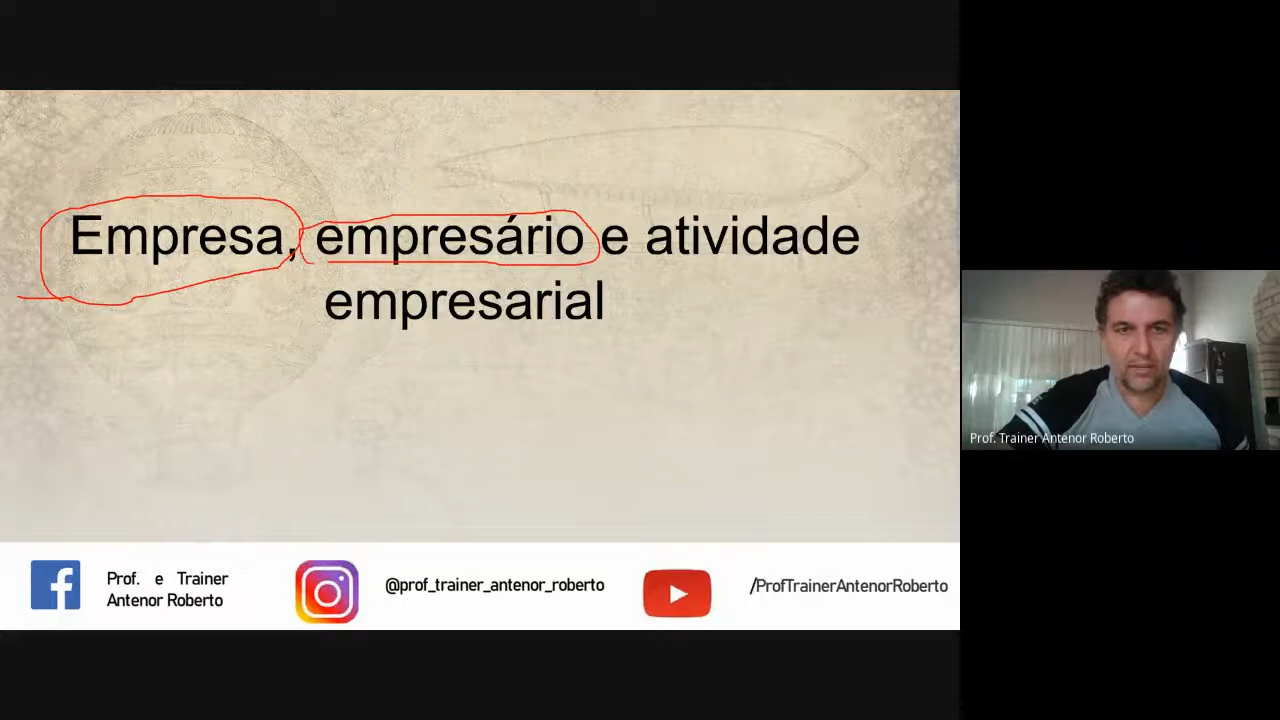 Empresa, empresário e atividade
empresarial
Prof. e Trainer
Antenor Roberto
@prof_trainer_antenor_roberto
/ProfTrainerAntenorRoberto
Prof. Trainer Antenor Roberto